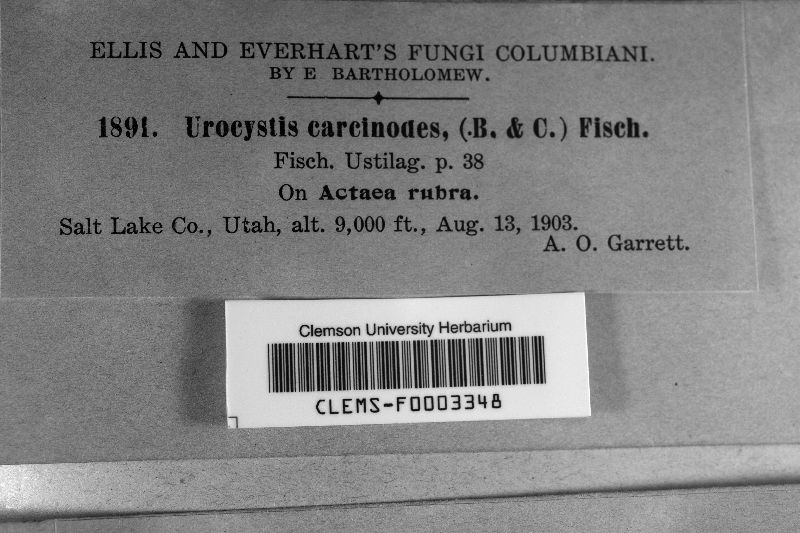 ELLIS AND EVERHART'S FUNGI COLUMBIANI.
BY E BARTHOLOMEW.
1891. Urocystis carcinodes, (B. & C.) Fisch.
Fisch. Ustilag. p. 38
On Actaea rubra.
Salt Lake Co., Utah, alt. 9,000 ft., Aug. 13, 1903.
A. O. Garrett.
Clemson University Herbarium
CLEMS-F0003348